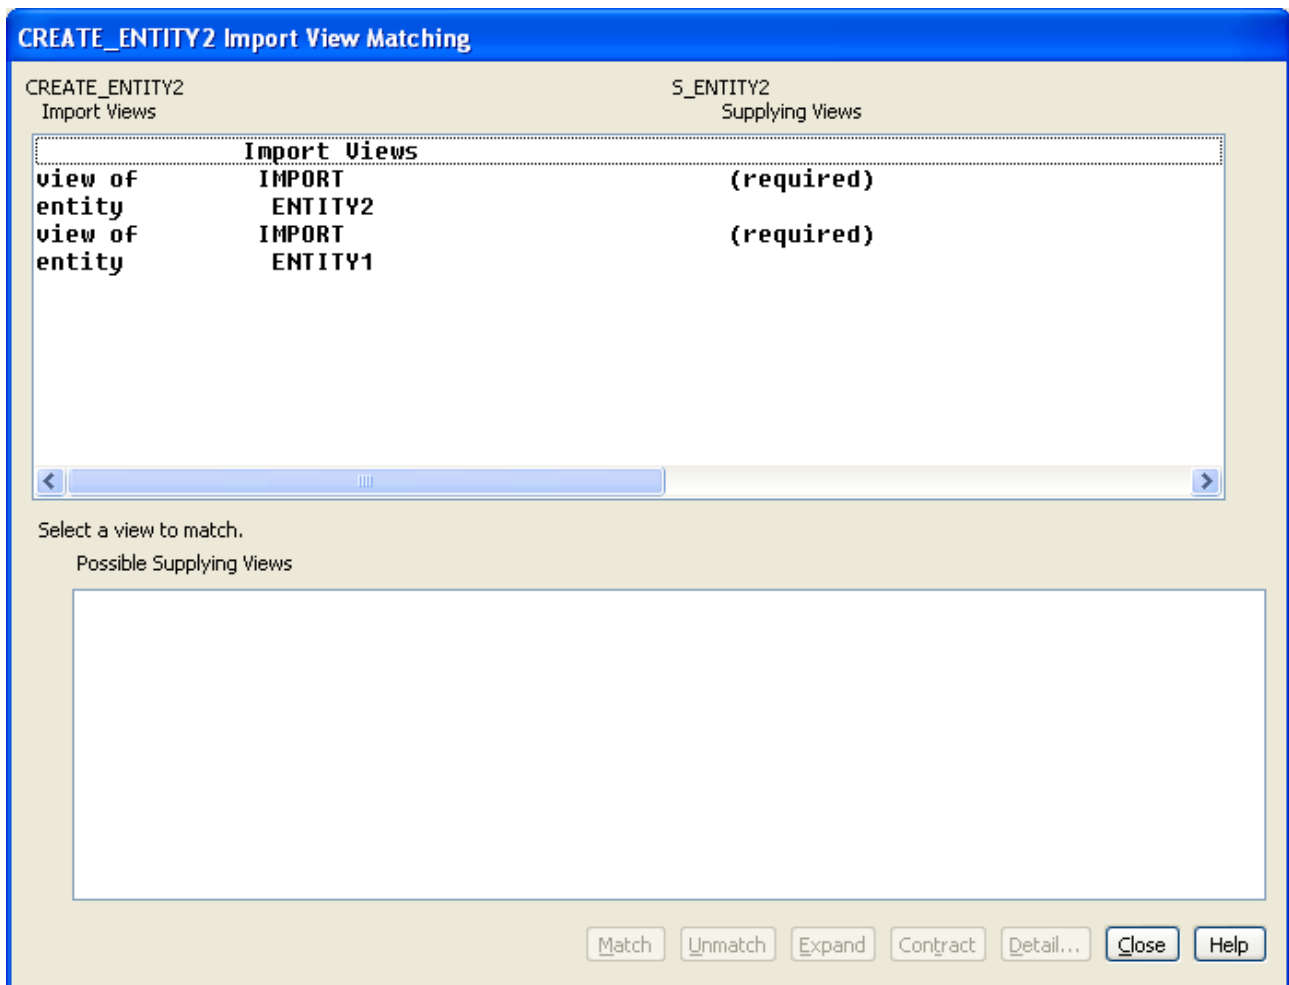 CREATE_ENTITY2 Import View Matching
CREATE_ENTITY2 S_ENTITY2
Import Views Supplying Views
Import Views
view of IMPORT (required)
entity ENTITY2
view of IMPORT (required)
entity ENTITY1
Select a view to match.
Possible Supplying Views
Match Unmatch Expand Contract Detail... Close Help